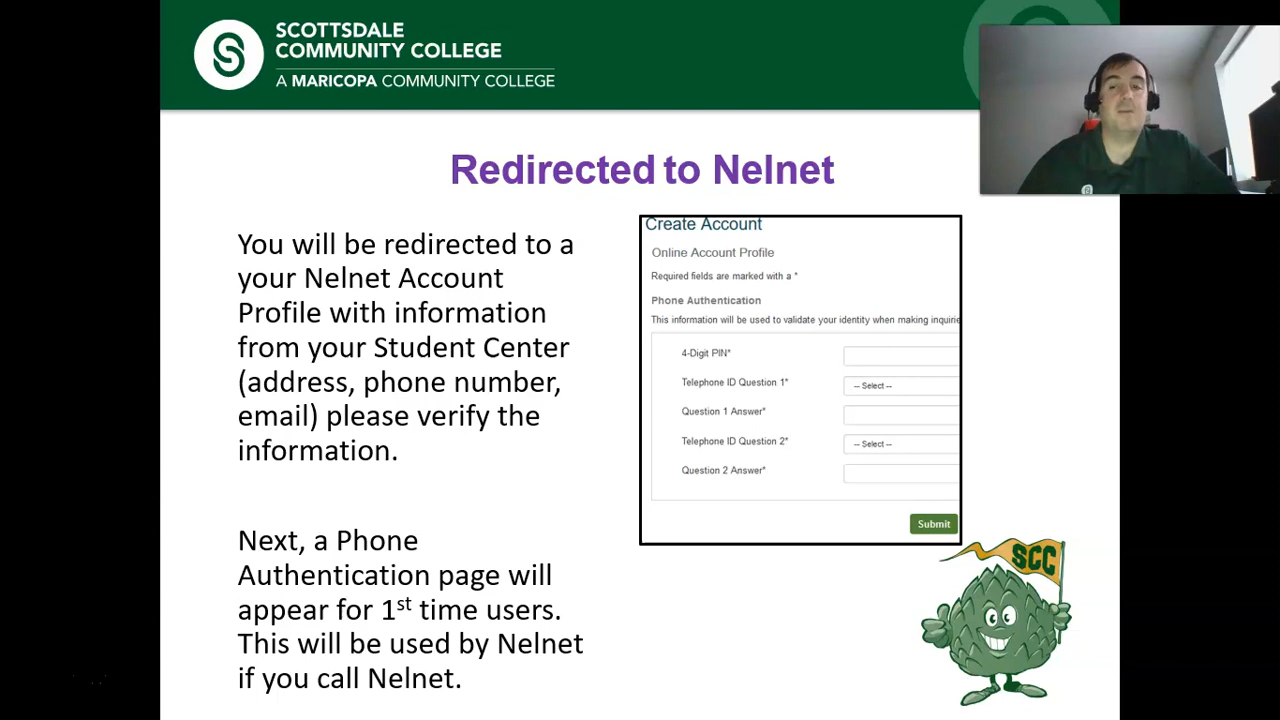 SCOTTSDALE
COMMUNITY COLLEGE
A MARICOPA COMMUNITY COLLEGE
Redirected to Nelnet
You will be redirected to a
your Nelnet Account
Profile with information
from your Student Center
(address, phone number,
email) please verify the
information.
Next, a Phone
Authentication page will
appear for 1st time users.
This will be used by Nelnet
if you call Nelnet.
Create Account
Online Account Profile
Required fields are marked with a *
Phone Authentication
This information will be used to validate your identity when making inquirie
4-Digit PIN*
Telephone ID Question 1*
-- Select --
Question 1 Answer*
Telephone ID Question 2*
-- Select --
Question 2 Answer*
Submit
SCC